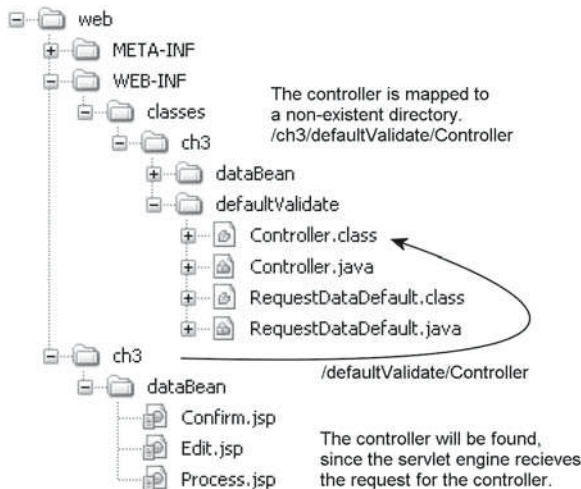 web
META-INF
WEB-INF
classes
The controller is mapped to
a non-existent directory.
/ch3/defaultValidate/Controller
ch3
dataBean
defaultValidate
Controller.class
Controller.java
RequestDataDefault.class
RequestDataDefault.java
ch3
/defaultValidate/Controller
dataBean
Confirm.jsp
Edit.jsp
Process.jsp
The controller will be found,
since the servlet engine recieves
the request for the controller.